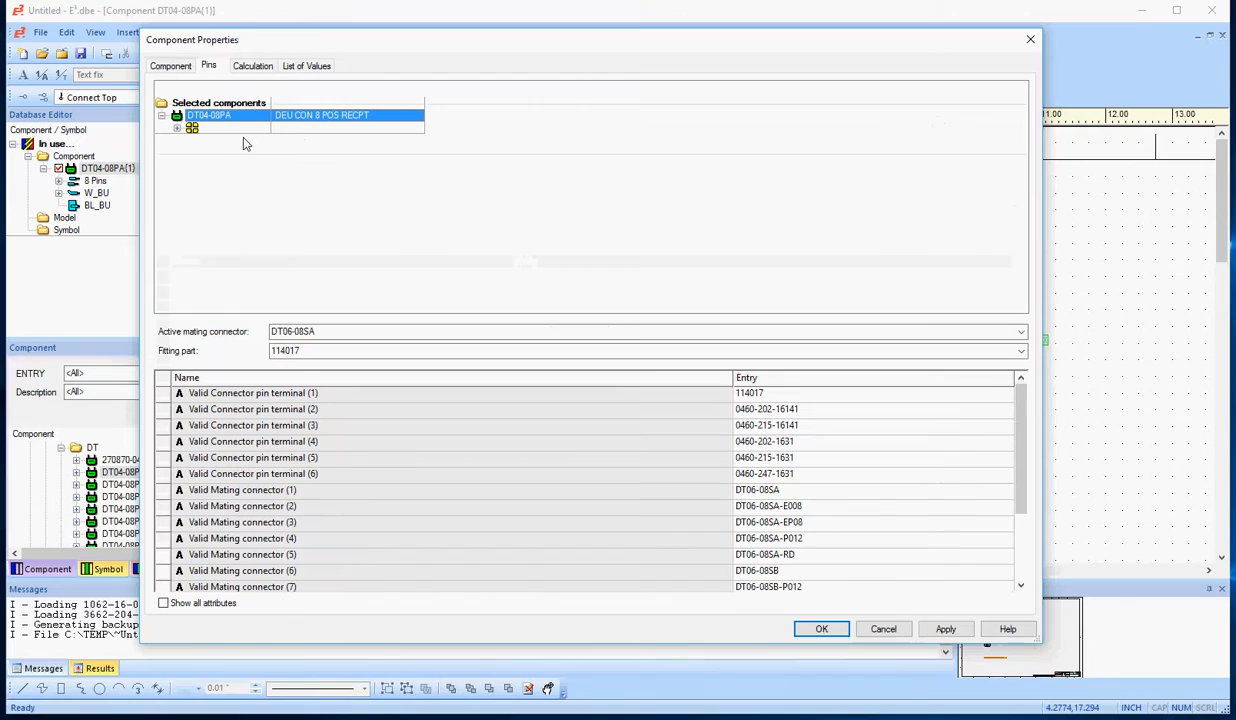 Untitled - E³.dbe - [Component DT04-08PA(1)]
File Edit View Insert
Text fix
Connect Top
Database Editor
Component / Symbol
In use...
Component
DT04-08PA(1)
8 Pins
W_BU
BL_BU
Model
Symbol
Component
ENTRY <All>
Description <All>
Component
DT
270870-0
DT04-08P
DT04-08P
DT04-08P
DT04-08P
DT04-08P
DT04-08P
Component Symbol
Messages
I - Loading 1062-16-0
I - Loading 3662-204-
I - Generating backup
I - File C:\TEMP\~Unt
Messages Results
0.01"
Ready
Component Properties
Component Pins Calculation List of Values
Selected components
DT04-08PA DEU CON 8 POS RECPT
Active mating connector: DT06-08SA
Fitting part: 114017
Name Entry
A Valid Connector pin terminal (1) 114017
A Valid Connector pin terminal (2) 0460-202-16141
A Valid Connector pin terminal (3) 0460-215-16141
A Valid Connector pin terminal (4) 0460-202-1631
A Valid Connector pin terminal (5) 0460-215-1631
A Valid Connector pin terminal (6) 0460-247-1631
A Valid Mating connector (1) DT06-08SA
A Valid Mating connector (2) DT06-08SA-E008
A Valid Mating connector (3) DT06-08SA-EP08
A Valid Mating connector (4) DT06-08SA-P012
A Valid Mating connector (5) DT06-08SA-RD
A Valid Mating connector (6) DT06-08SB
A Valid Mating connector (7) DT06-08SB-P012
Show all attributes
OK Cancel Apply Help
11.00 12.00 13.00
4.2774,17.294 INCH CAP NUM SCRL